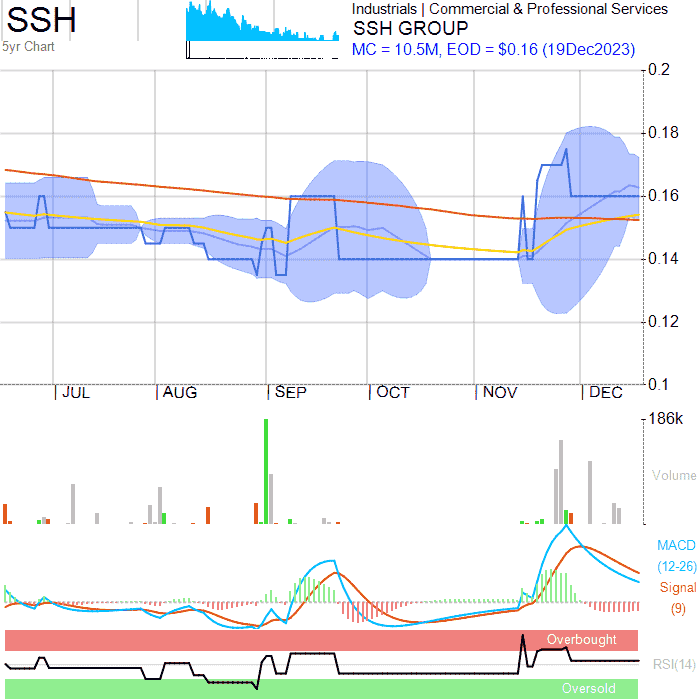 SSH
5yr Chart
Industrials | Commercial & Professional Services
SSH GROUP
MC = 10.5M, EOD = $0.16 (19Dec2023)
0.2
0.18
0.16
0.14
0.12
0.1
JUL AUG SEP OCT NOV DEC
186k
Volume
MACD
(12-26)
Signal
(9)
Overbought
RSI(14)
Oversold